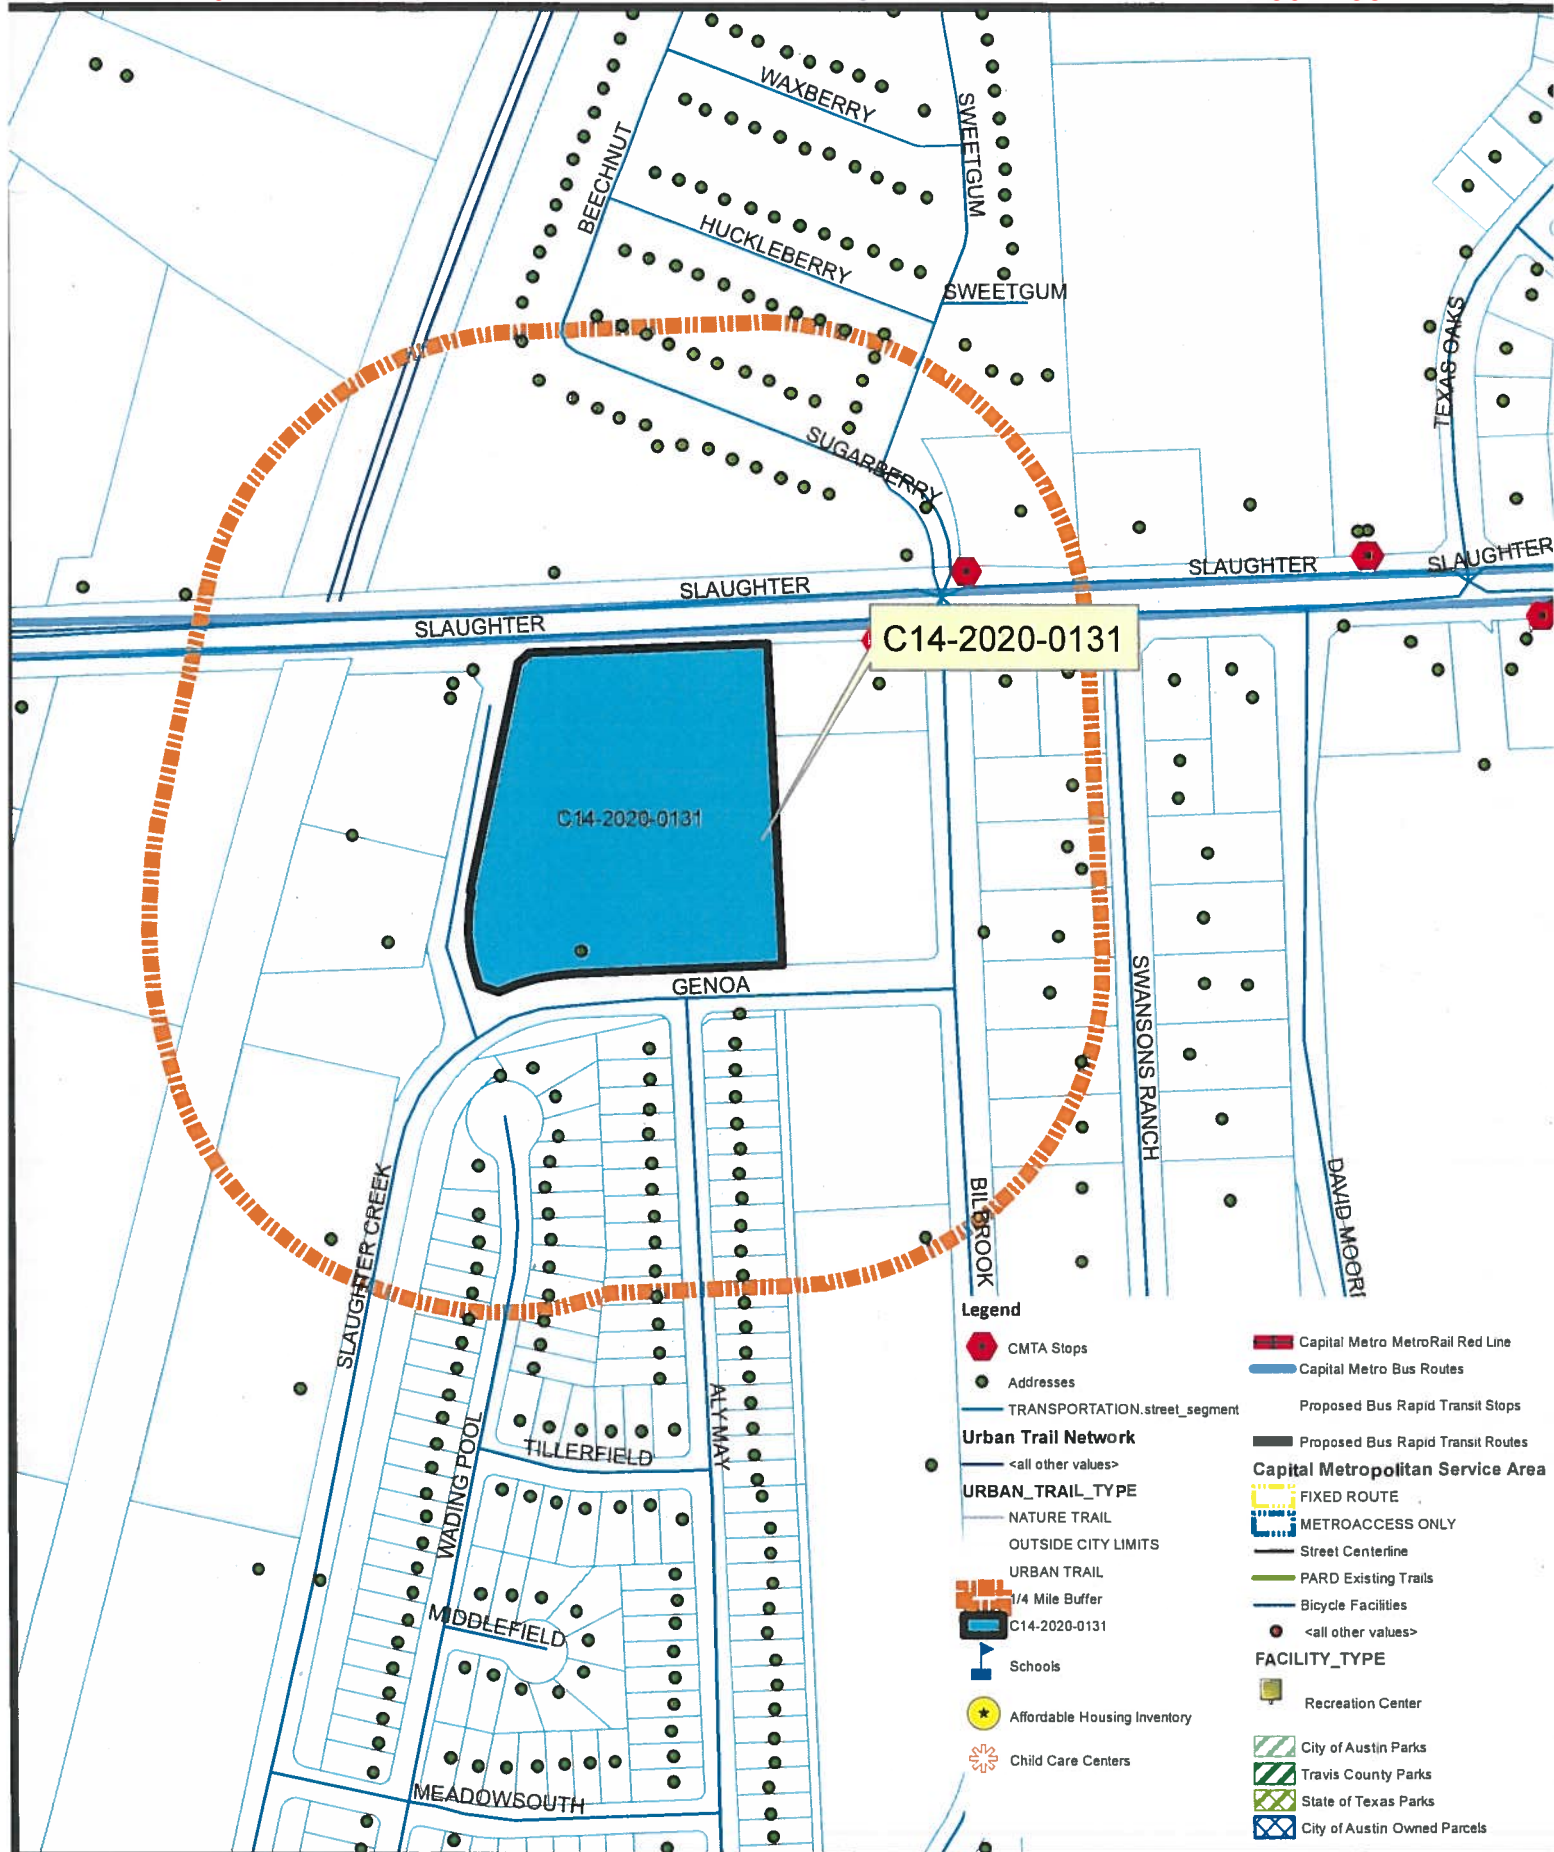 WAXBERRY
SWEETGUM
BEECHNUT
HUCKLEBERRY
SWEETGUM
TEXAS OAKS
SUGARBERRY
SLAUGHTER
SLAUGHTER
SLAUGHTER
SLAUGHTER
C14-2020-0131
C14-2020-0131
GENOA
SWANSONS RANCH
BILBROOK
DAVID MOORE
SLAUGHTER CREEK
ALY MAY
WADING POOL
TILLERFIELD
MIDDLEFIELD
MEADOWSOUTH
Legend
CMTA Stops
Addresses
TRANSPORTATION.street_segment
Urban Trail Network
<all other values>
URBAN_TRAIL_TYPE
NATURE TRAIL
OUTSIDE CITY LIMITS
URBAN TRAIL
1/4 Mile Buffer
C14-2020-0131
Schools
Affordable Housing Inventory
Child Care Centers
Capital Metro MetroRail Red Line
Capital Metro Bus Routes
Proposed Bus Rapid Transit Stops
Proposed Bus Rapid Transit Routes
Capital Metropolitan Service Area
FIXED ROUTE
METROACCESS ONLY
Street Centerline
PARD Existing Trails
Bicycle Facilities
<all other values>
FACILITY_TYPE
Recreation Center
City of Austin Parks
Travis County Parks
State of Texas Parks
City of Austin Owned Parcels